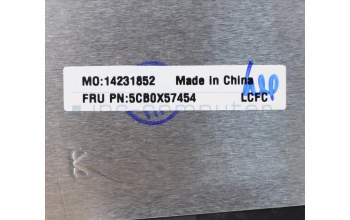 MO:14231852 Made in China
FRU PN:5CB0X57454 LCFC